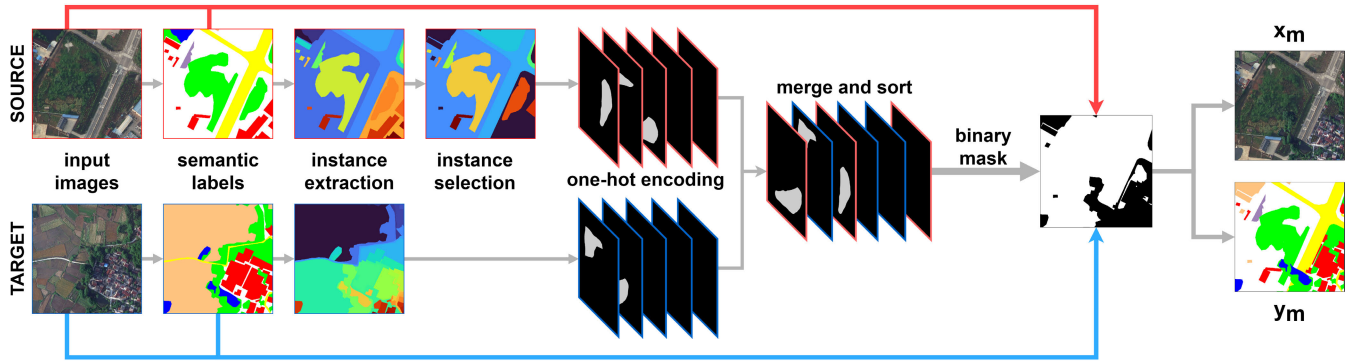 SOURCE
input
images
semantic
labels
instance
extraction
instance
selection
one-hot encoding
merge and sort
binary
mask
xm
TARGET
ym